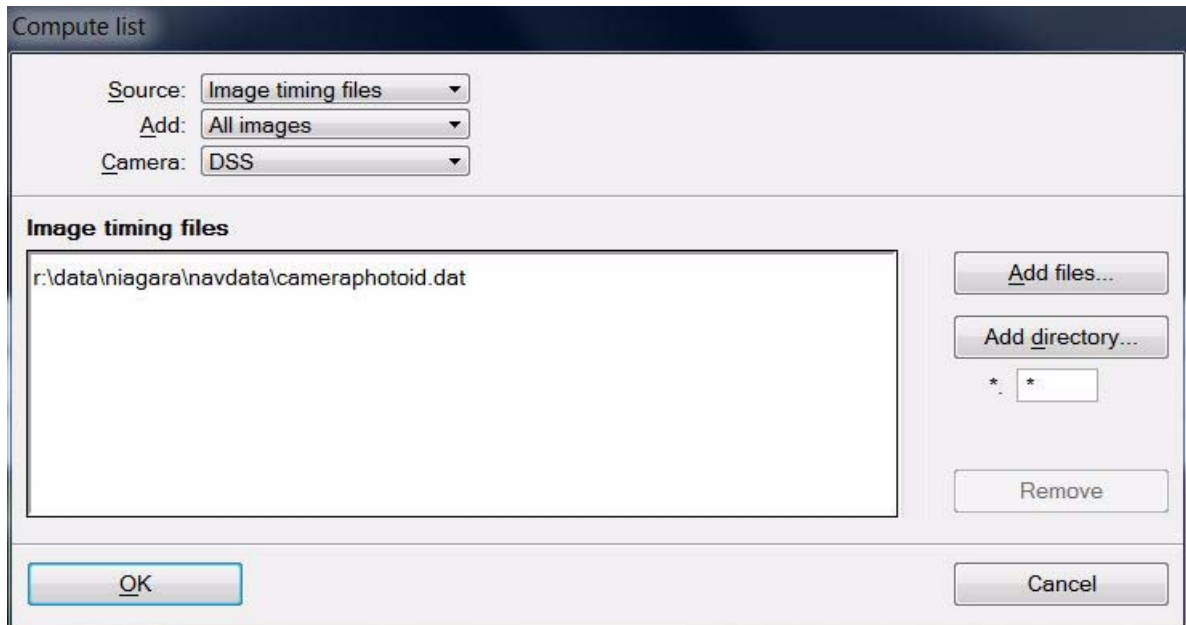 Compute list
Source: Image timing files
Add: All images
Camera: DSS
Image timing files
r:\data\niagara\navdata\cameraphotoid.dat
Add files...
Add directory...
*. *
Remove
OK
Cancel